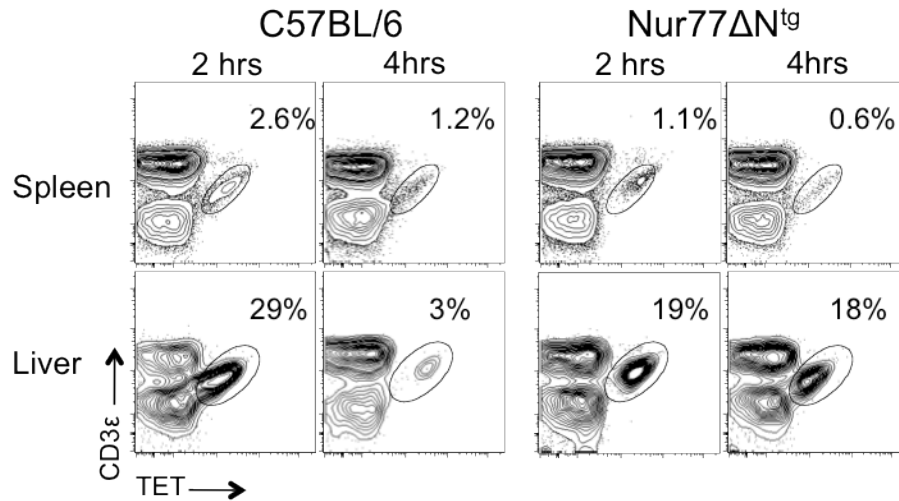 C57BL/6 Nur77ΔNtg
2 hrs 4hrs 2 hrs 4hrs
Spleen 2.6% 1.2% 1.1% 0.6%
Liver 29% 3% 19% 18%
CD3ε
TET